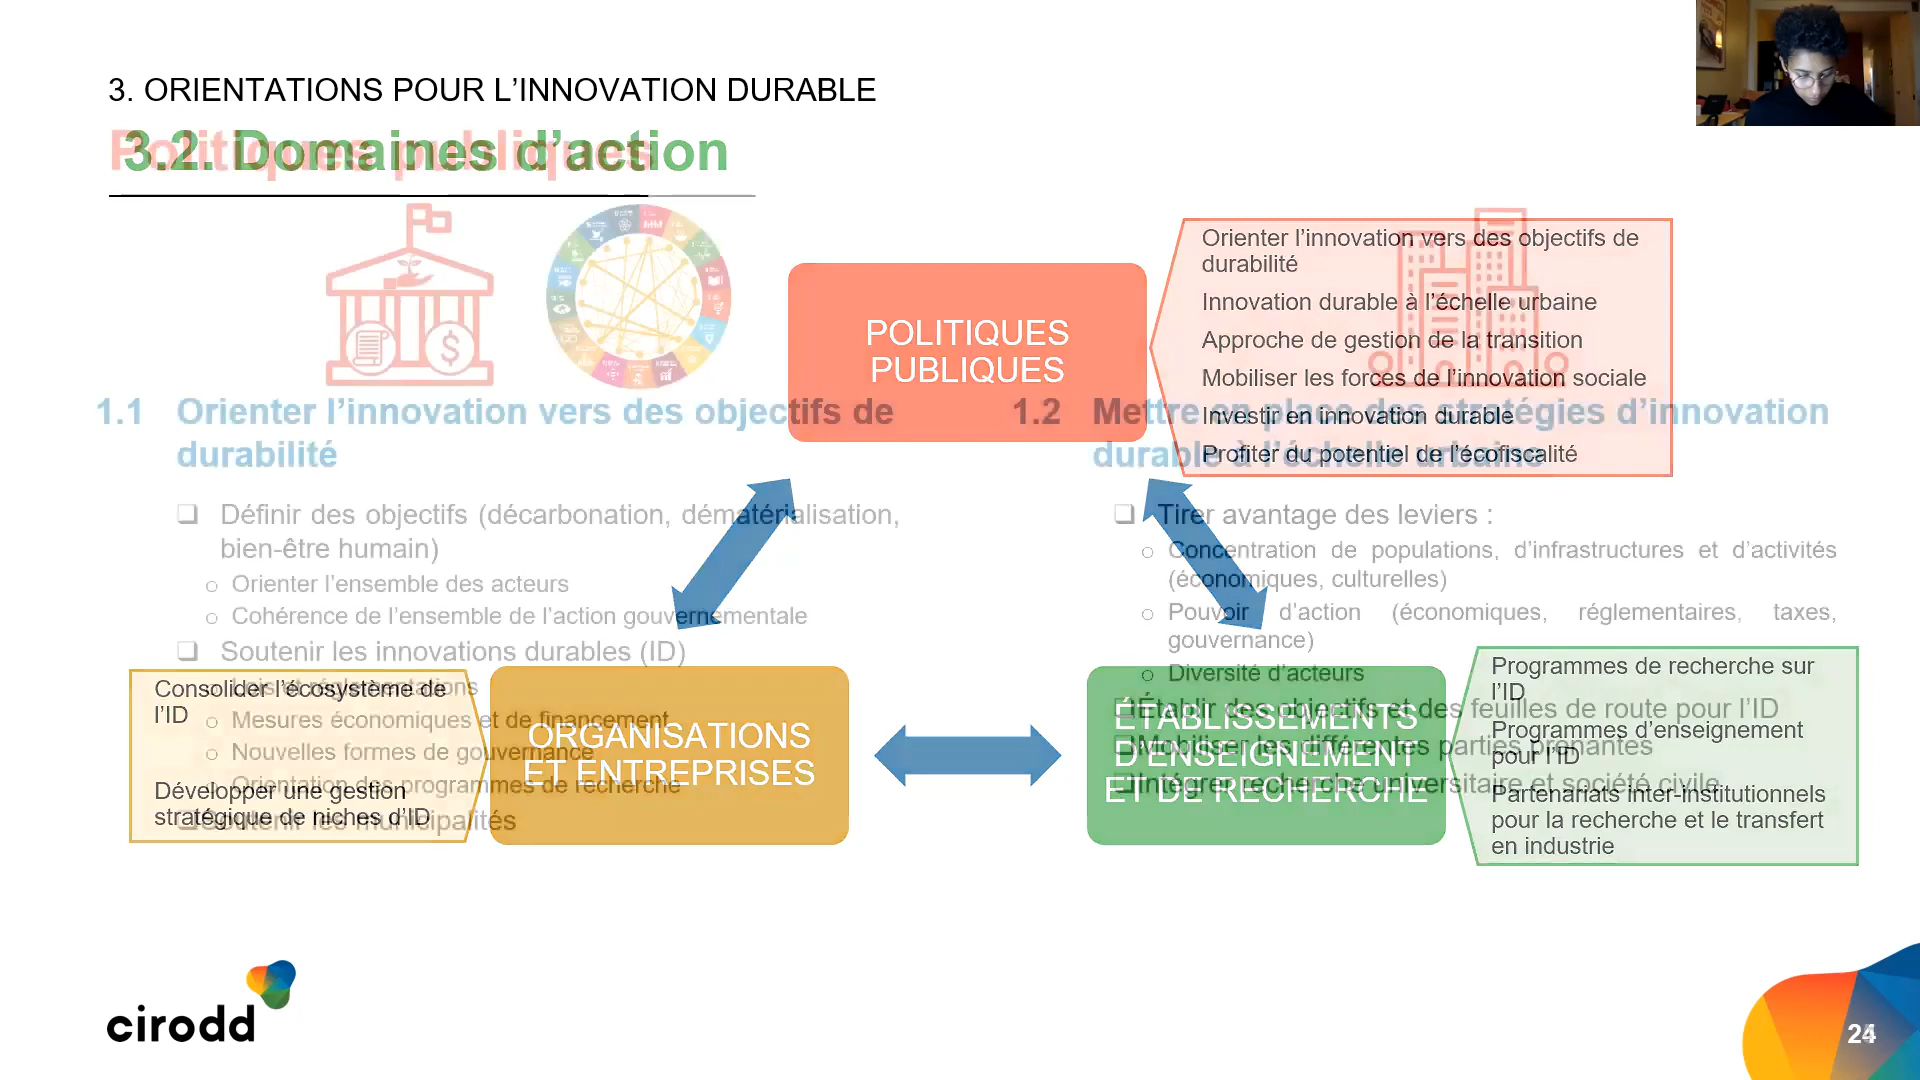 3. ORIENTATIONS POUR L’INNOVATION DURABLE
Politiques publiques
3.2. Domaines d’action
POLITIQUES
PUBLIQUES
Orienter l’innovation vers des objectifs de
durabilité
Innovation durable à l’échelle urbaine
Approche de gestion de la transition
Mobiliser les forces de l’innovation sociale
Investir en innovation durable
Profiter du potentiel de l’écofiscalité
1.1 Orienter l’innovation vers des objectifs de
durabilité
❑ Définir des objectifs (décarbonation, dématérialisation,
bien-être humain)
o Orienter l’ensemble des acteurs
o Cohérence de l’ensemble de l’action gouvernementale
❑ Soutenir les innovations durables (ID)
o Lois et réglementations
o Mesures économiques et de financement
o Nouvelles formes de gouvernance
o Orientation des programmes de recherche
❑ Soutenir les municipalités
1.2 Mettre en place des stratégies d’innovation
durable à l’échelle urbaine
❑ Tirer avantage des leviers :
o Concentration de populations, d’infrastructures et d’activités
(économiques, culturelles)
o Pouvoir d’action (économiques, réglementaires, taxes,
gouvernance)
o Diversité d’acteurs
❑ Établir des objectifs et des feuilles de route pour l’ID
❑ Mobiliser les différentes parties prenantes
❑ Intégrer recherche universitaire et société civile
Consolider l’écosystème de
l’ID
Développer une gestion
stratégique de niches d’ID
ORGANISATIONS
ET ENTREPRISES
ÉTABLISSEMENTS
D’ENSEIGNEMENT
ET DE RECHERCHE
Programmes de recherche sur
l’ID
Programmes d’enseignement
pour l’ID
Partenariats inter-institutionnels
pour la recherche et le transfert
en industrie
cirodd
24